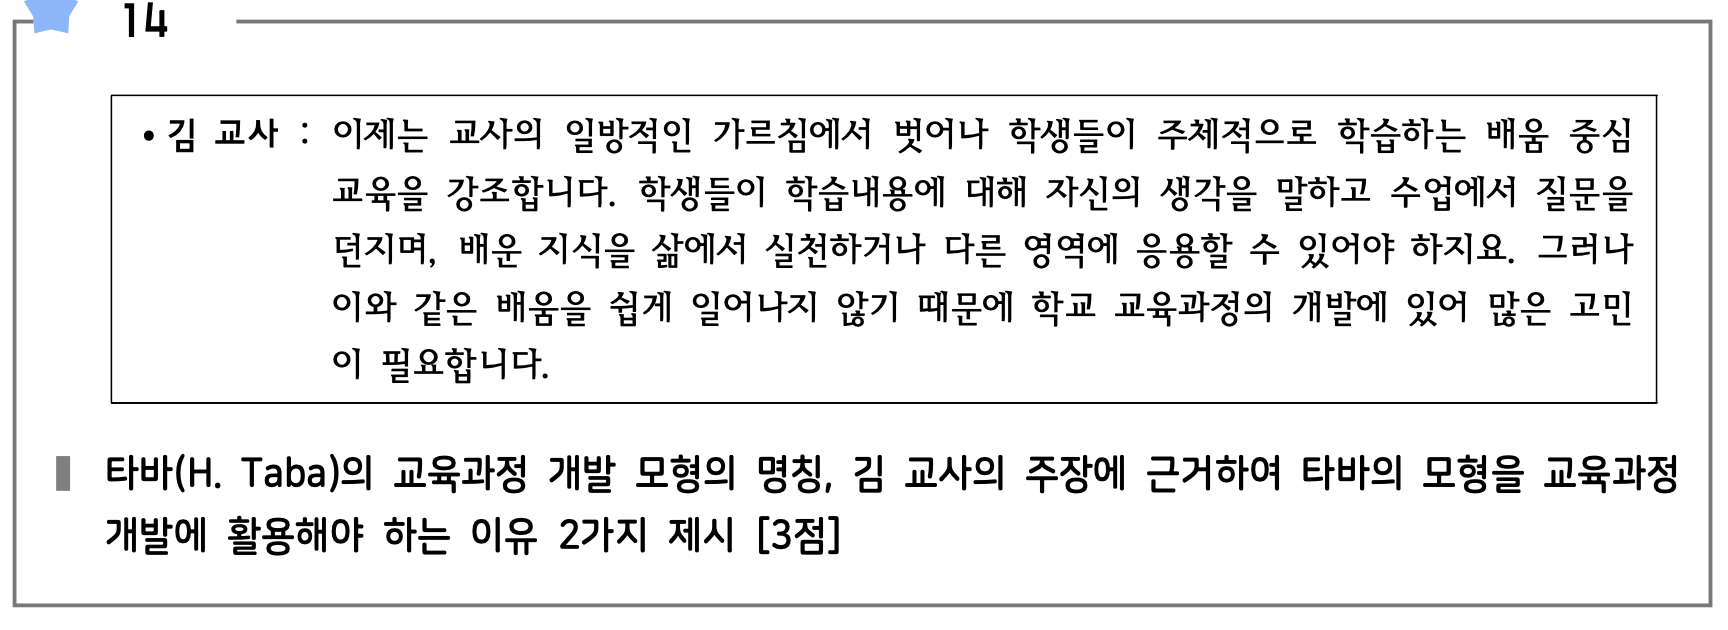 14
• 김 교사 : 이제는 교사의 일방적인 가르침에서 벗어나 학생들이 주체적으로 학습하는 배움 중심
교육을 강조합니다. 학생들이 학습내용에 대해 자신의 생각을 말하고 수업에서 질문을
던지며, 배운 지식을 삶에서 실천하거나 다른 영역에 응용할 수 있어야 하지요. 그러나
이와 같은 배움을 쉽게 일어나지 않기 때문에 학교 교육과정의 개발에 있어 많은 고민
이 필요합니다.
타바(H. Taba)의 교육과정 개발 모형의 명칭, 김 교사의 주장에 근거하여 타바의 모형을 교육과정
개발에 활용해야 하는 이유 2가지 제시 [3점]